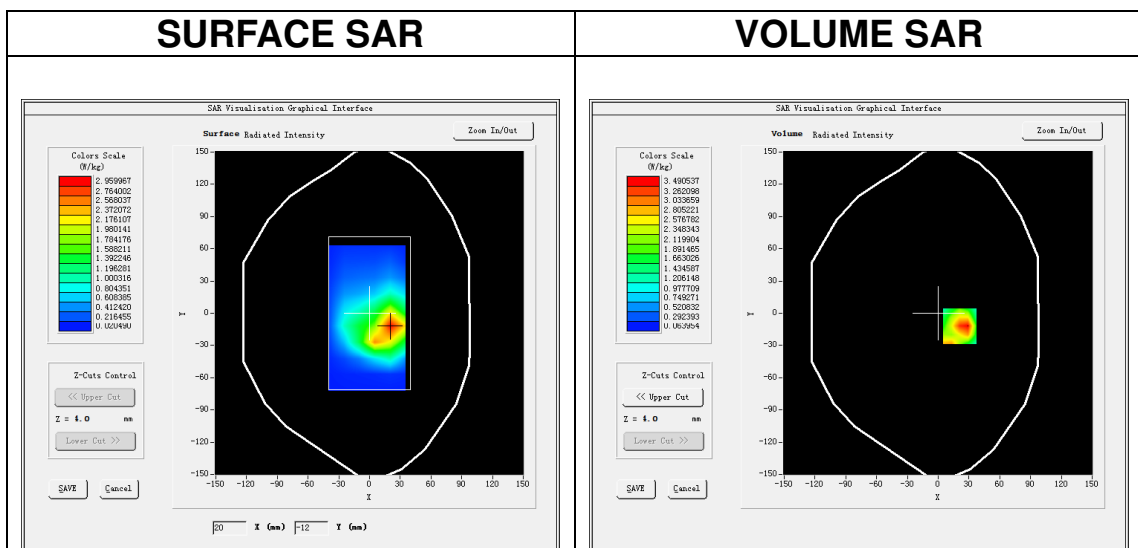 SURFACE SAR
VOLUME SAR
SAR Visualisation Graphical Interface
Surface Radiated Intensity
Zoom In/Out
Colors Scale
(W/kg)
2.959967
2.764002
2.568037
2.372072
2.176107
1.980141
1.784176
1.588211
1.392246
1.196281
1.000316
0.804351
0.608385
0.412420
0.216455
0.020490
Z-Cuts Control
<< Upper Cut
Z = 4.0 mm
Lower Cut >>
SAVE Cancel
150
120
90
60
30
0
-30
-60
-90
-120
-150
Y
-150 -120 -90 -60 -30 0 30 60 90 120 150
X
20 X (mm) -12 Y (mm)
SAR Visualisation Graphical Interface
Volume Radiated Intensity
Zoom In/Out
Colors Scale
(W/kg)
3.490537
3.262098
3.033659
2.805221
2.576782
2.348343
2.119904
1.891465
1.663026
1.434587
1.206148
0.977709
0.749271
0.520832
0.292393
0.063954
Z-Cuts Control
<< Upper Cut
Z = 4.0 mm
Lower Cut >>
SAVE Cancel
150
120
90
60
30
0
-30
-60
-90
-120
-150
Y
-150 -120 -90 -60 -30 0 30 60 90 120 150
X